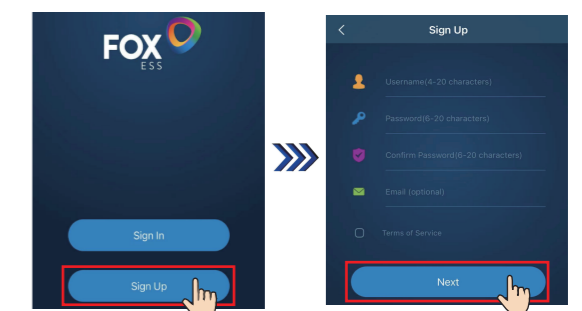 FOX
ESS
Sign In
Sign Up
Sign Up
Username(4-20 characters)
Password(6-20 characters)
Confirm Password(6-20 characters)
Email (optional)
Terms of Service
Next